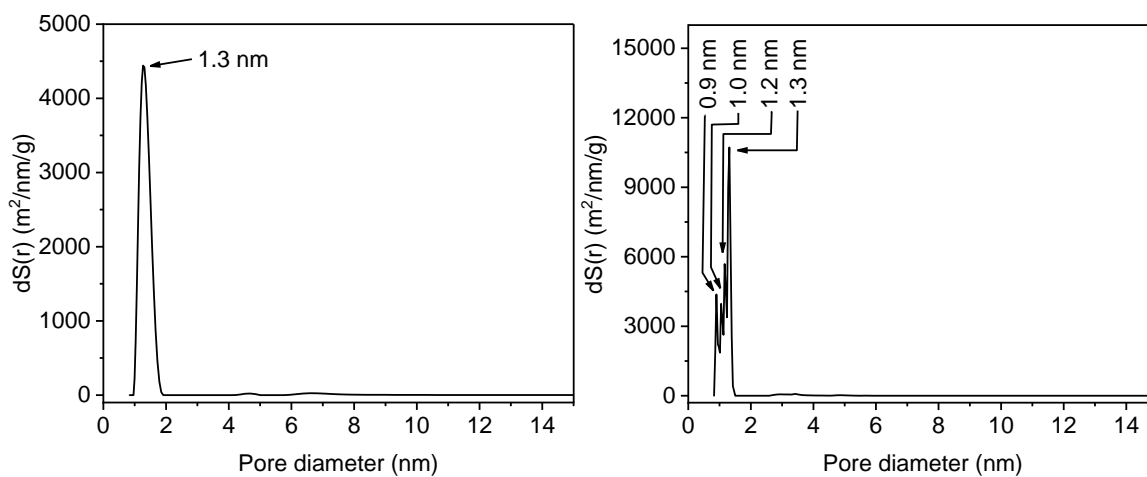 5000
4000
3000
2000
1000
0
dS(r) (m²/nm/g)
1.3 nm
0 2 4 6 8 10 12 14
Pore diameter (nm)
15000
12000
9000
6000
3000
0
dS(r) (m²/nm/g)
0.9 nm
1.0 nm
1.2 nm
1.3 nm
0 2 4 6 8 10 12 14
Pore diameter (nm)